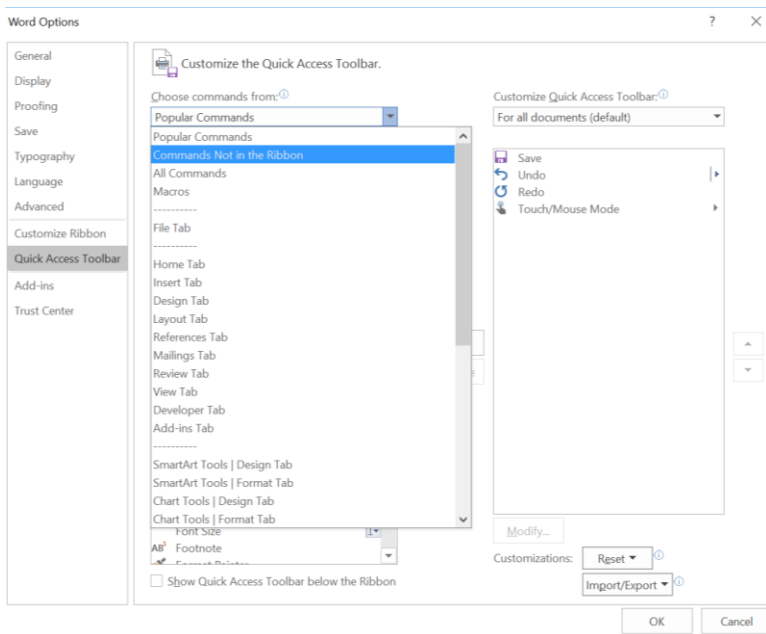 Word Options
?
General
Display
Proofing
Save
Typography
Language
Advanced
Customize Ribbon
Quick Access Toolbar
Add-ins
Trust Center
Customize the Quick Access Toolbar.
Choose commands from:
Popular Commands
Popular Commands
Commands Not in the Ribbon
All Commands
Macros
----------
File Tab
----------
Home Tab
Insert Tab
Design Tab
Layout Tab
References Tab
Mailings Tab
Review Tab
View Tab
Developer Tab
Add-ins Tab
----------
SmartArt Tools | Design Tab
SmartArt Tools | Format Tab
Chart Tools | Design Tab
Chart Tools | Format Tab
Font Size
AB¹ Footnote
Format Painter
Show Quick Access Toolbar below the Ribbon
Customize Quick Access Toolbar:
For all documents (default)
Save
Undo
Redo
Touch/Mouse Mode
Modify...
Customizations:
Reset
Import/Export
OK
Cancel